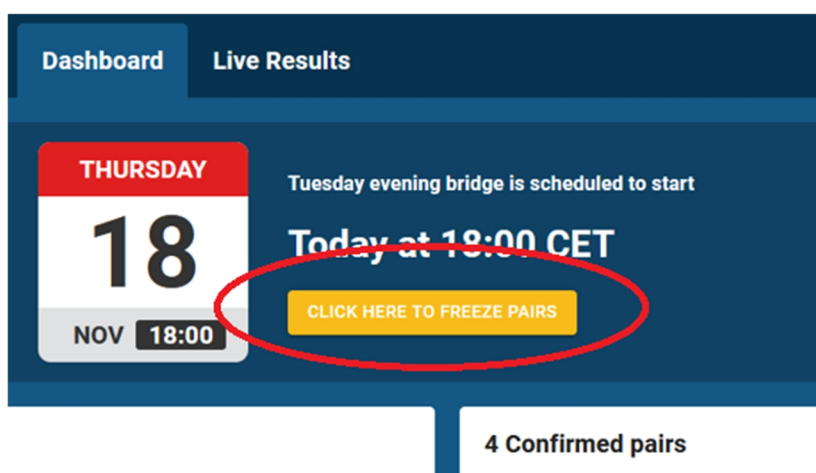 Dashboard Live Results
THURSDAY
18
NOV 18:00
Tuesday evening bridge is scheduled to start
Today at 18:00 CET
CLICK HERE TO FREEZE PAIRS
4 Confirmed pairs